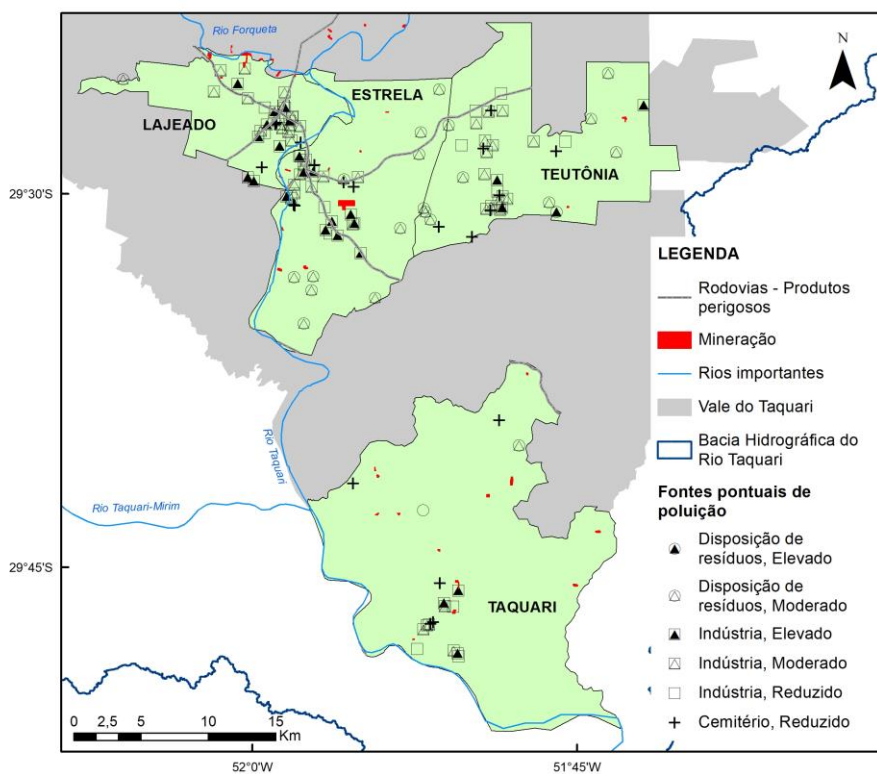 Rio Forqueta
N
ESTRELA
LAJEADO
TEUTÔNIA
29°30'S
LEGENDA
Rodovias - Produtos
perigosos
Mineração
Rios importantes
Vale do Taquari
Bacia Hidrográfica do
Rio Taquari
Rio Taquari
Rio Taquari-Mirim
Fontes pontuais de
poluição
Disposição de
resíduos, Elevado
Disposição de
resíduos, Moderado
Indústria, Elevado
Indústria, Moderado
Indústria, Reduzido
Cemitério, Reduzido
29°45'S
TAQUARI
0 2,5 5 10 15
Km
52°0'W
51°45'W